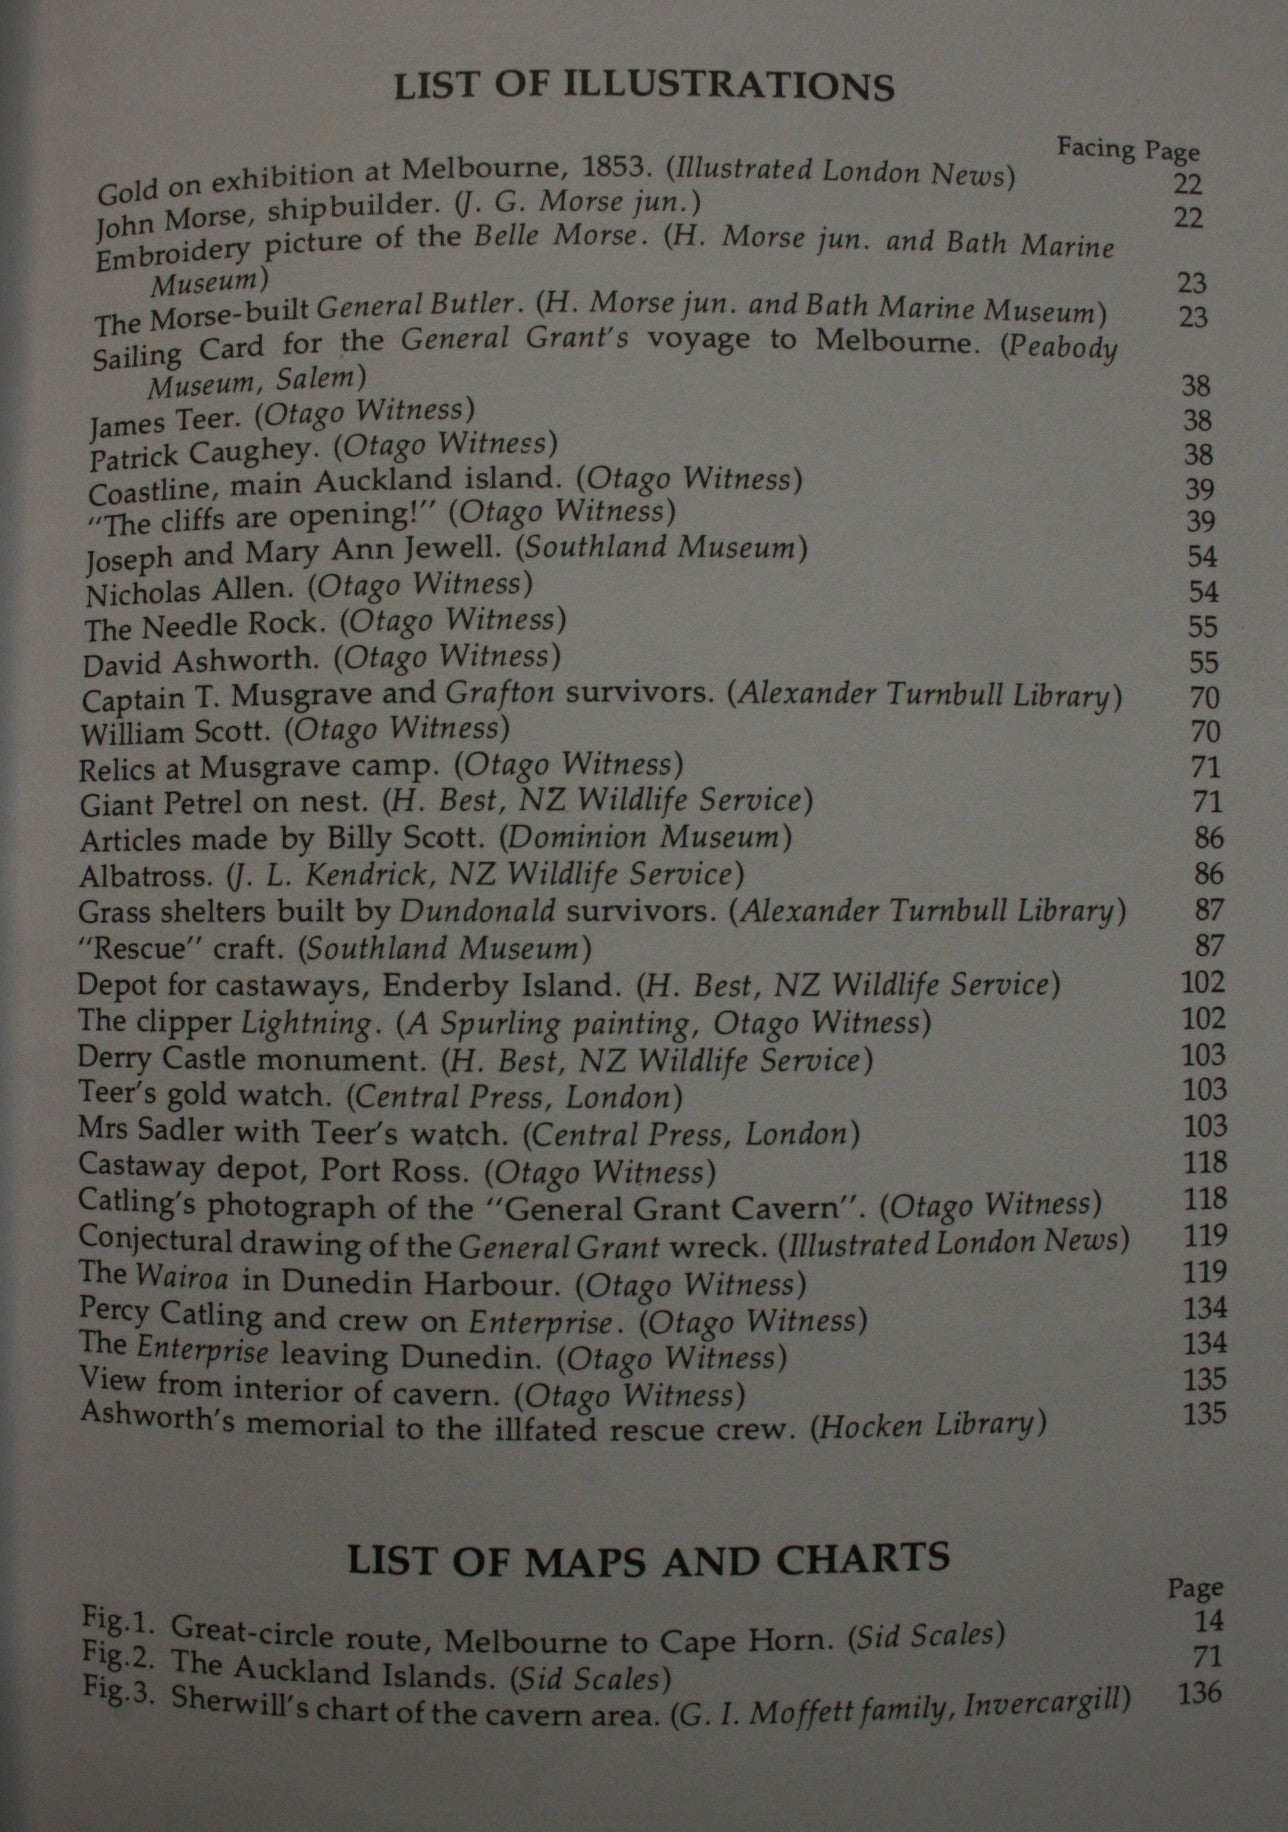 LIST OF ILLUSTRATIONS
Facing Page
Gold on exhibition at Melbourne, 1853. (Illustrated London News) 22
John Morse, shipbuilder. (J. G. Morse jun.) 22
Embroidery picture of the Belle Morse. (H. Morse jun. and Bath Marine
Museum) 23
The Morse-built General Butler. (H. Morse jun. and Bath Marine Museum) 23
Sailing Card for the General Grant's voyage to Melbourne. (Peabody
Museum, Salem) 38
James Teer. (Otago Witness) 38
Patrick Caughey. (Otago Witness) 38
Coastline, main Auckland island. (Otago Witness) 39
"The cliffs are opening!" (Otago Witness) 39
Joseph and Mary Ann Jewell. (Southland Museum) 54
Nicholas Allen. (Otago Witness) 54
The Needle Rock. (Otago Witness) 55
David Ashworth. (Otago Witness) 55
Captain T. Musgrave and Grafton survivors. (Alexander Turnbull Library) 70
William Scott. (Otago Witness) 70
Relics at Musgrave camp. (Otago Witness) 71
Giant Petrel on nest. (H. Best, NZ Wildlife Service) 71
Articles made by Billy Scott. (Dominion Museum) 86
Albatross. (J. L. Kendrick, NZ Wildlife Service) 86
Grass shelters built by Dundonald survivors. (Alexander Turnbull Library) 87
"Rescue" craft. (Southland Museum) 87
Depot for castaways, Enderby Island. (H. Best, NZ Wildlife Service) 102
The clipper Lightning. (A Spurling painting, Otago Witness) 102
Derry Castle monument. (H. Best, NZ Wildlife Service) 103
Teer's gold watch. (Central Press, London) 103
Mrs Sadler with Teer's watch. (Central Press, London) 103
Castaway depot, Port Ross. (Otago Witness) 118
Catling's photograph of the "General Grant Cavern". (Otago Witness) 118
Conjectural drawing of the General Grant wreck. (Illustrated London News) 119
The Wairoa in Dunedin Harbour. (Otago Witness) 119
Percy Catling and crew on Enterprise. (Otago Witness) 134
The Enterprise leaving Dunedin. (Otago Witness) 134
View from interior of cavern. (Otago Witness) 135
Ashworth's memorial to the illfated rescue crew. (Hocken Library) 135
LIST OF MAPS AND CHARTS
Page
Fig.1. Great-circle route, Melbourne to Cape Horn. (Sid Scales) 14
Fig.2. The Auckland Islands. (Sid Scales) 71
Fig.3. Sherwill's chart of the cavern area. (G. I. Moffett family, Invercargill) 136